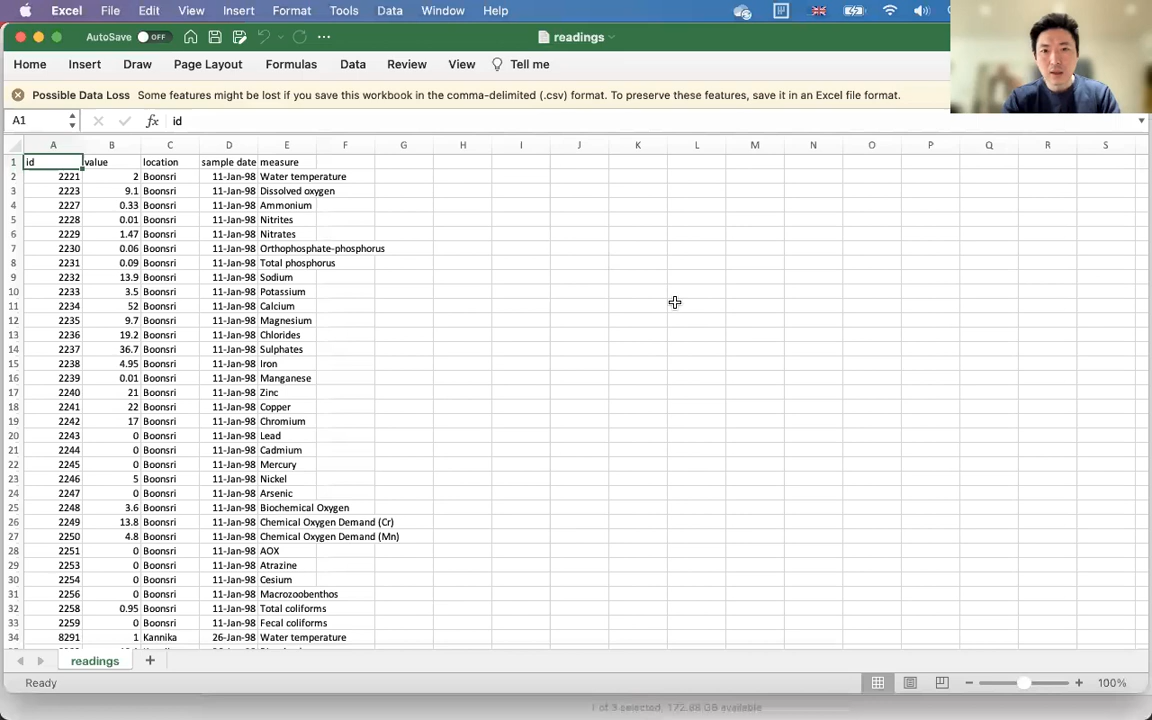 Excel File Edit View Insert Format Tools Data Window Help
AutoSave OFF readings
Home Insert Draw Page Layout Formulas Data Review View Tell me
Possible Data Loss Some features might be lost if you save this workbook in the comma-delimited (.csv) format. To preserve these features, save it in an Excel file format.
A1 fx id
A B C D E F G H I J K L M N O P Q R S
1 id value location sample date measure
2 2221 2 Boonsri 11-Jan-98 Water temperature
3 2223 9.1 Boonsri 11-Jan-98 Dissolved oxygen
4 2227 0.33 Boonsri 11-Jan-98 Ammonium
5 2228 0.01 Boonsri 11-Jan-98 Nitrites
6 2229 1.47 Boonsri 11-Jan-98 Nitrates
7 2230 0.06 Boonsri 11-Jan-98 Orthophosphate-phosphorus
8 2231 0.09 Boonsri 11-Jan-98 Total phosphorus
9 2232 13.9 Boonsri 11-Jan-98 Sodium
10 2233 3.5 Boonsri 11-Jan-98 Potassium
11 2234 52 Boonsri 11-Jan-98 Calcium
12 2235 9.7 Boonsri 11-Jan-98 Magnesium
13 2236 19.2 Boonsri 11-Jan-98 Chlorides
14 2237 36.7 Boonsri 11-Jan-98 Sulphates
15 2238 4.95 Boonsri 11-Jan-98 Iron
16 2239 0.01 Boonsri 11-Jan-98 Manganese
17 2240 21 Boonsri 11-Jan-98 Zinc
18 2241 22 Boonsri 11-Jan-98 Copper
19 2242 17 Boonsri 11-Jan-98 Chromium
20 2243 0 Boonsri 11-Jan-98 Lead
21 2244 0 Boonsri 11-Jan-98 Cadmium
22 2245 0 Boonsri 11-Jan-98 Mercury
23 2246 5 Boonsri 11-Jan-98 Nickel
24 2247 0 Boonsri 11-Jan-98 Arsenic
25 2248 3.6 Boonsri 11-Jan-98 Biochemical Oxygen
26 2249 13.8 Boonsri 11-Jan-98 Chemical Oxygen Demand (Cr)
27 2250 4.8 Boonsri 11-Jan-98 Chemical Oxygen Demand (Mn)
28 2251 0 Boonsri 11-Jan-98 AOX
29 2253 0 Boonsri 11-Jan-98 Atrazine
30 2254 0 Boonsri 11-Jan-98 Cesium
31 2256 0 Boonsri 11-Jan-98 Macrozoobenthos
32 2258 0.95 Boonsri 11-Jan-98 Total coliforms
33 2259 0 Boonsri 11-Jan-98 Fecal coliforms
34 8291 1 Kannika 26-Jan-98 Water temperature
readings
Ready 100%
1 of 3 selected, 172.88 GB available